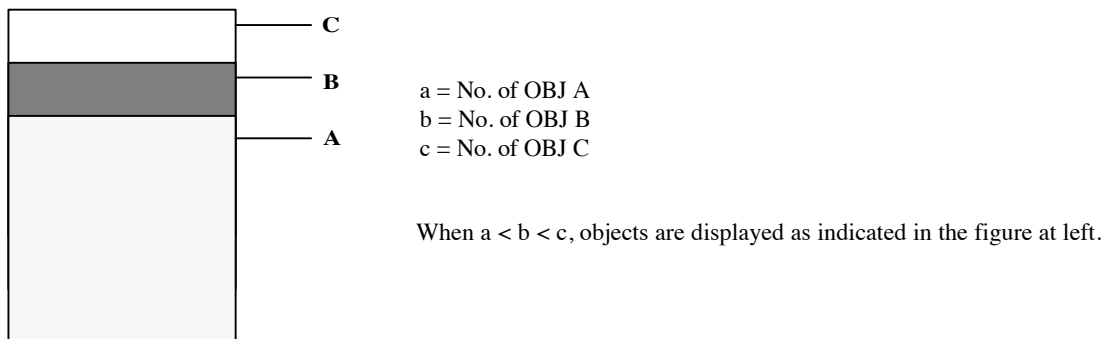 C
B
A
a = No. of OBJ A
b = No. of OBJ B
c = No. of OBJ C
When a < b < c, objects are displayed as indicated in the figure at left.